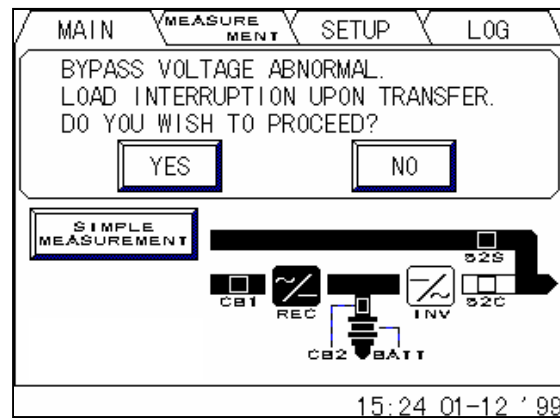 MAIN
MEASURE
MENT
SETUP
LOG
BYPASS VOLTAGE ABNORMAL.
LOAD INTERRUPTION UPON TRANSFER.
DO YOU WISH TO PROCEED?
YES
NO
SIMPLE
MEASUREMENT
52S
CB1
REC
INV
52C
CB2
BATT
15:24 01-12 '99